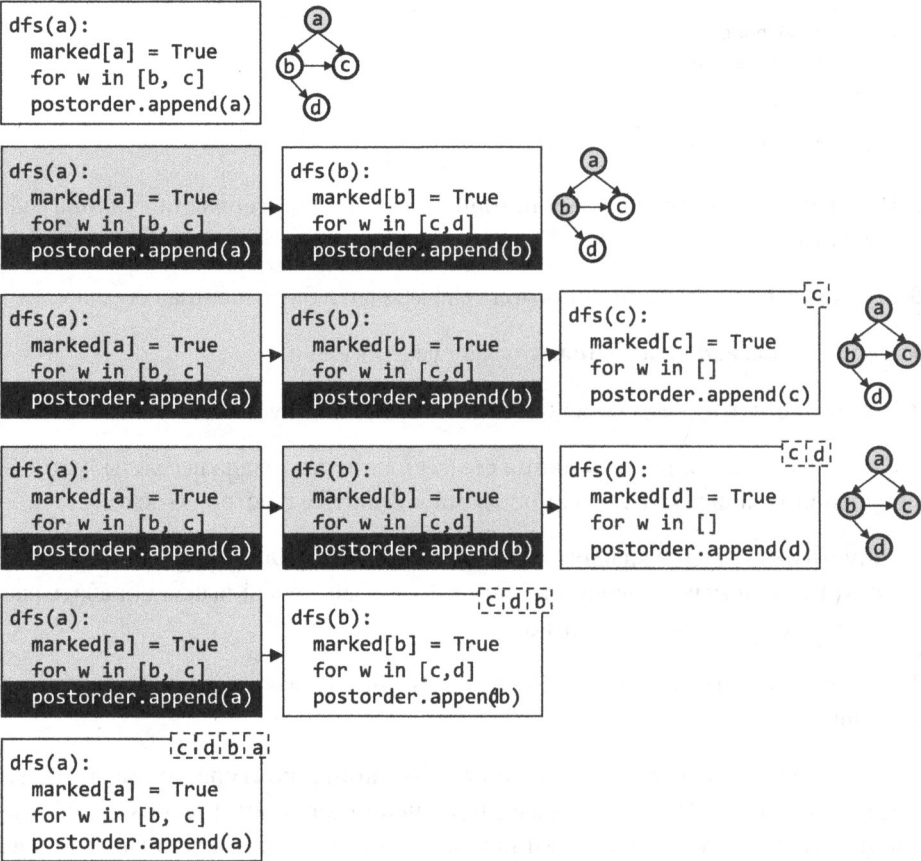 dfs(a):
marked[a] = True
for w in [b, c]
postorder.append(a)
a
b
c
d
dfs(a):
marked[a] = True
for w in [b, c]
postorder.append(a)
dfs(b):
marked[b] = True
for w in [c,d]
postorder.append(b)
a
b
c
d
dfs(a):
marked[a] = True
for w in [b, c]
postorder.append(a)
dfs(b):
marked[b] = True
for w in [c,d]
postorder.append(b)
c
dfs(c):
marked[c] = True
for w in []
postorder.append(c)
a
b
c
d
dfs(a):
marked[a] = True
for w in [b, c]
postorder.append(a)
dfs(b):
marked[b] = True
for w in [c,d]
postorder.append(b)
c d
dfs(d):
marked[d] = True
for w in []
postorder.append(d)
a
b
c
d
dfs(a):
marked[a] = True
for w in [b, c]
postorder.append(a)
c d b
dfs(b):
marked[b] = True
for w in [c,d]
postorder.append(b)
c d b a
dfs(a):
marked[a] = True
for w in [b, c]
postorder.append(a)